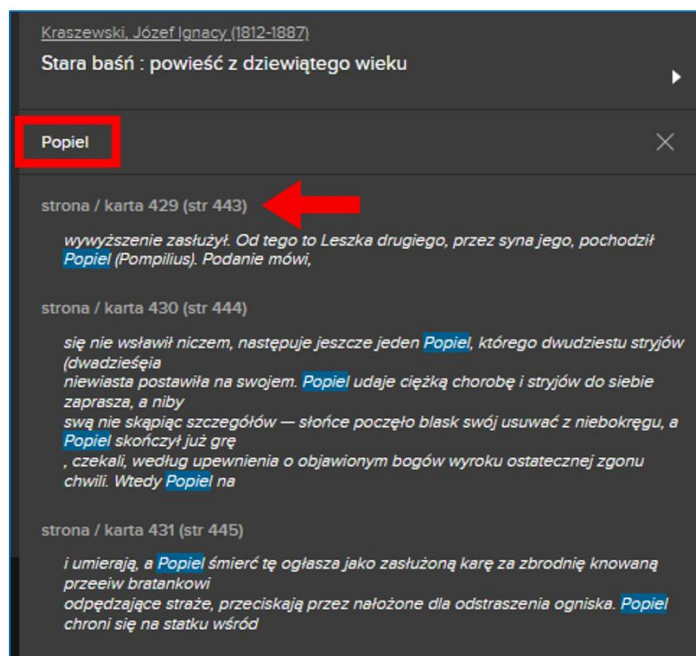 Kraszewski, Józef Ignacy (1812-1887)
Stara baśń : powieść z dziewiątego wieku
Popiel
strona / karta 429 (str 443)
wywyższenie zasłużył. Od tego to Leszka drugiego, przez syna jego, pochodził
Popiel (Pompilius). Podanie mówi,
strona / karta 430 (str 444)
się nie wsławił niczem, następuje jeszcze jeden Popiel, którego dwudziestu stryjów
(dwadzieśęia
niewiasta postawiła na swojem. Popiel udaje ciężką chorobę i stryjów do siebie
zaprasza, a niby
swą nie skąpiąc szczegółów — słońce poczęło blask swój usuwać z niebokręgu, a
Popiel skończył już grę
, czekali, według upewnienia o objawionym bogów wyroku ostatecznej zgonu
chwili. Wtedy Popiel na
strona / karta 431 (str 445)
i umierają, a Popiel śmierć tę ogłasza jako zasłużoną karę za zbrodnię knowaną
przeeiw bratankowi
odpędzające straże, przeciskają przez nałożone dla odstraszenia ogniska. Popiel
chroni się na statku wśród